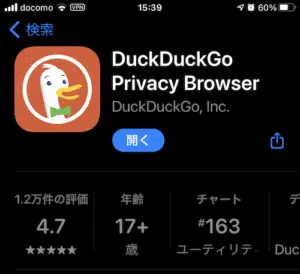 docomo VPN 15:39 60%
検索
DuckDuckGo
Privacy Browser
DuckDuckGo, Inc.
開く
1.2万件の評価 年齢 チャート デ
4.7 17+ #163
★★★★★ 歳 ユーティリテ Duc